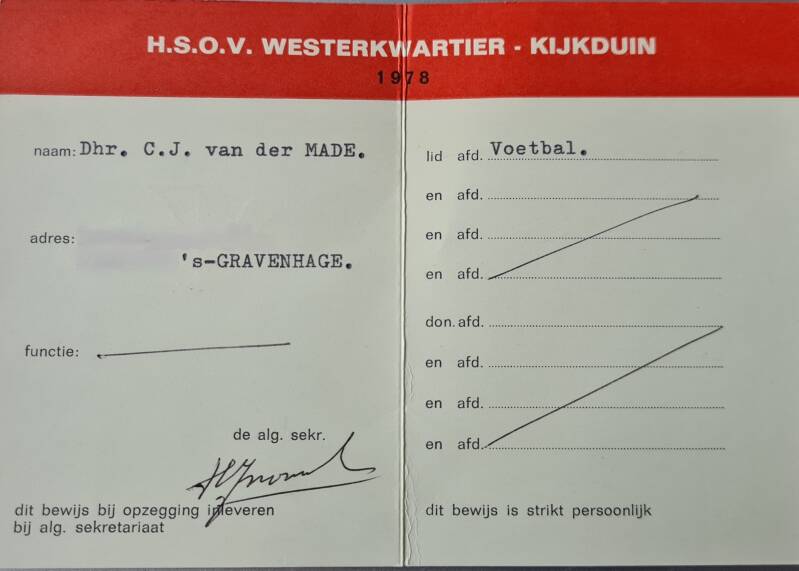 H.S.O.V. WESTERKWARTIER - KIJKDUIN
1978
naam: Dhr. C.J. van der MADE.
adres:
's-GRAVENHAGE.
functie:
de alg. sekr.
dit bewijs bij opzegging inleveren
bij alg. sekretariaat
lid afd. Voetbal.
en afd.
en afd.
en afd.
don. afd.
en afd.
en afd.
en afd.
dit bewijs is strikt persoonlijk